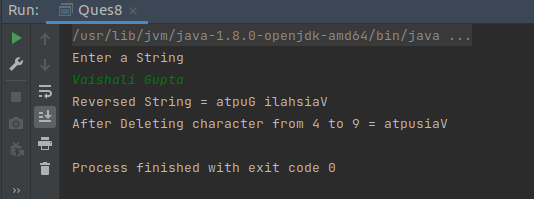 Run: Ques8
/usr/lib/jvm/java-1.8.0-openjdk-amd64/bin/java ...
Enter a String
Vaishali Gupta
Reversed String = atpuG ilahsiaV
After Deleting character from 4 to 9 = atpusiaV
Process finished with exit code 0